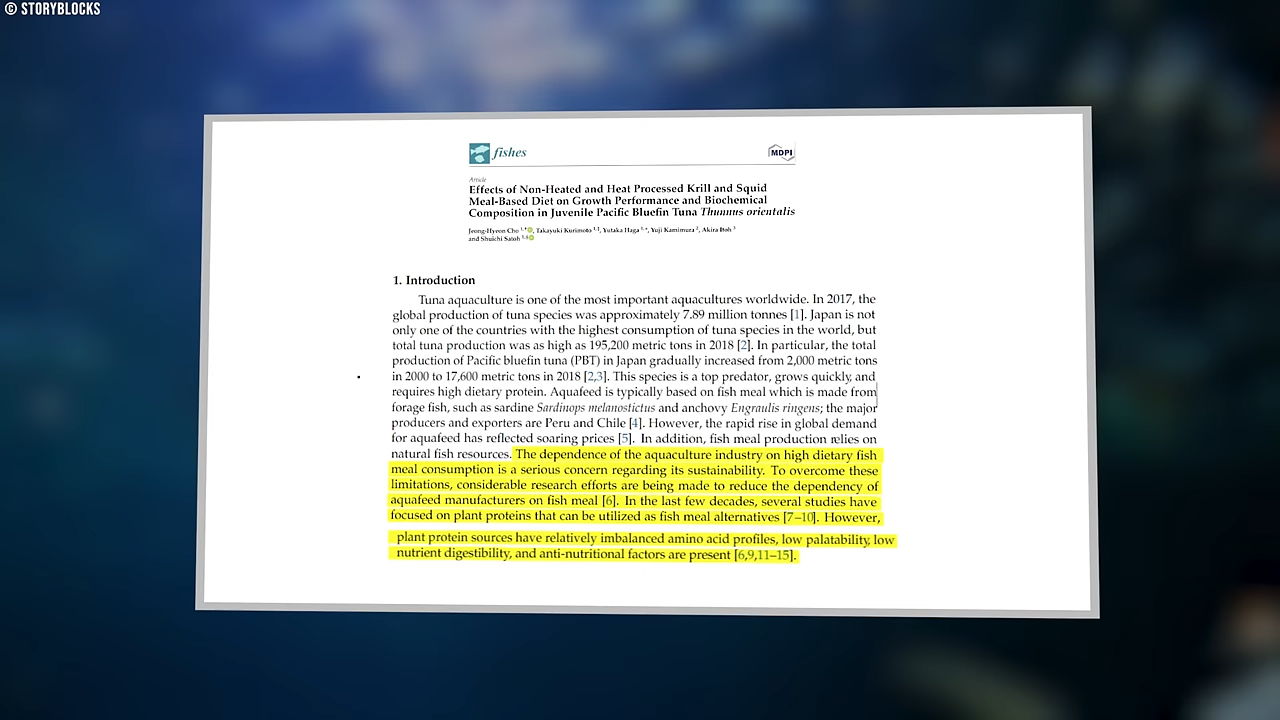 © STORYBLOCKS
fishes
MDPI
Article
Effects of Non-Heated and Heat Processed Krill and Squid
Meal-Based Diet on Growth Performance and Biochemical
Composition in Juvenile Pacific Bluefin Tuna Thunnus orientalis
Jeong-Hyeon Cho, Takayuki Kurimoto, Yutaka Haga, Yuji Kamimura, Akira Itoh
and Shuichi Satoh
1. Introduction
Tuna aquaculture is one of the most important aquacultures worldwide. In 2017, the
global production of tuna species was approximately 7.89 million tonnes [1]. Japan is not
only one of the countries with the highest consumption of tuna species in the world, but
total tuna production was as high as 195,200 metric tons in 2018 [2]. In particular, the total
production of Pacific bluefin tuna (PBT) in Japan gradually increased from 2,000 metric tons
in 2000 to 17,600 metric tons in 2018 [2,3]. This species is a top predator, grows quickly, and
requires high dietary protein. Aquafeed is typically based on fish meal which is made from
forage fish, such as sardine Sardinops melanostictus and anchovy Engraulis ringens; the major
producers and exporters are Peru and Chile [4]. However, the rapid rise in global demand
for aquafeed has reflected soaring prices [5]. In addition, fish meal production relies on
natural fish resources. The dependence of the aquaculture industry on high dietary fish
meal consumption is a serious concern regarding its sustainability. To overcome these
limitations, considerable research efforts are being made to reduce the dependency of
aquafeed manufacturers on fish meal [6]. In the last few decades, several studies have
focused on plant proteins that can be utilized as fish meal alternatives [7–10]. However,
plant protein sources have relatively imbalanced amino acid profiles, low palatability, low
nutrient digestibility, and anti-nutritional factors are present [6,9,11–15].